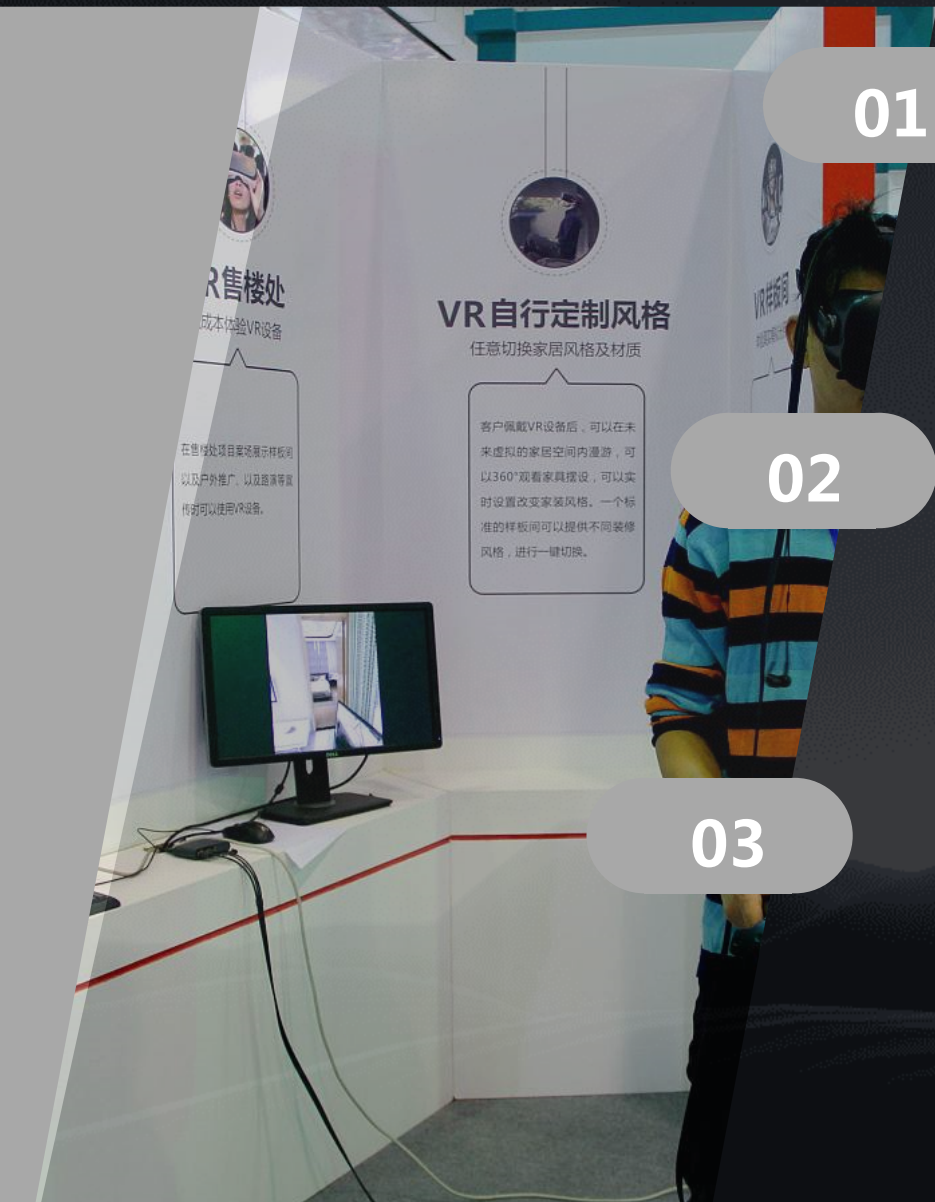 01
R售楼处
成本体验VR设备
在售楼处项目案场展示样板间
以及户外推广、以及路演等宣
传时可以使用VR设备。
VR自行定制风格
任意切换家居风格及材质
客户佩戴VR设备后，可以在未
来虚拟的家居空间内漫游，可
以360°观看家具摆设，可以实
时设置改变家装风格。一个标
准的样板间可以提供不同装修
风格，进行一键切换。
VR样板间
02
DELL
03